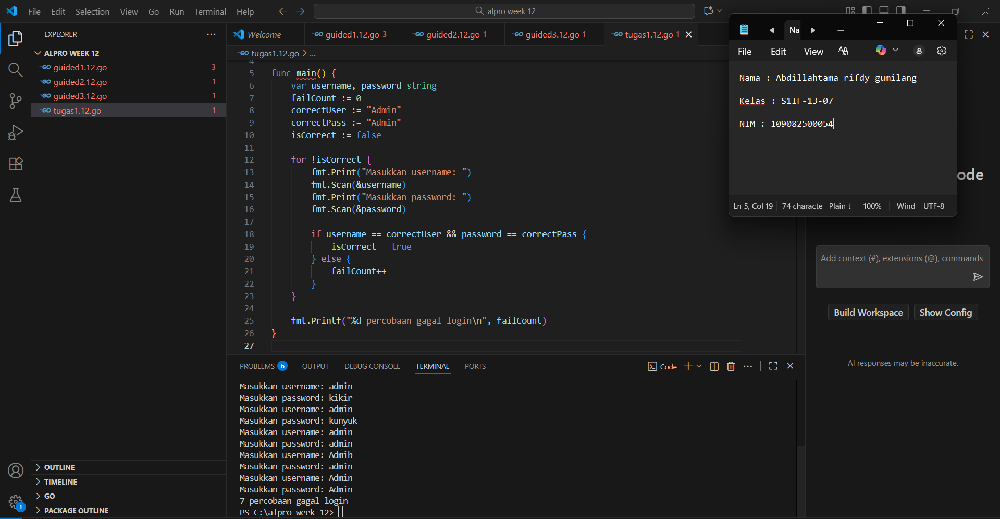 File Edit Selection View Go Run Terminal Help
alpro week 12
EXPLORER
ALPRO WEEK 12
guided1.12.go 3
guided2.12.go 1
guided3.12.go 1
tugas1.12.go 1
OUTLINE
TIMELINE
GO
PACKAGE OUTLINE
1
Welcome
guided1.12.go 3
guided2.12.go 1
guided3.12.go 1
tugas1.12.go 1
tugas1.12.go > ...
4
5 func main() {
6 var username, password string
7 failCount := 0
8 correctUser := "Admin"
9 correctPass := "Admin"
10 isCorrect := false
11
12 for !isCorrect {
13 fmt.Print("Masukkan username: ")
14 fmt.Scan(&username)
15 fmt.Print("Masukkan password: ")
16 fmt.Scan(&password)
17
18 if username == correctUser && password == correctPass {
19 isCorrect = true
20 } else {
21 failCount++
22 }
23 }
24
25 fmt.Printf("%d percobaan gagal login\n", failCount)
26 }
27
PROBLEMS 6 OUTPUT DEBUG CONSOLE TERMINAL PORTS
Code
Masukkan username: admin
Masukkan password: kikir
Masukkan username: admin
Masukkan password: kunyuk
Masukkan username: admin
Masukkan password: admin
Masukkan username: Admib
Masukkan password: admin
Masukkan username: Admin
Masukkan password: Admin
7 percobaan gagal login
PS C:\alpro week 12>
Na
File Edit View
Nama : Abdillahtama rifdy gumilang
Kelas : S1IF-13-07
NIM : 109082500054
Ln 5, Col 19 74 characte Plain t 100% Wind UTF-8
ode
Add context (#), extensions (@), commands
Build Workspace Show Config
AI responses may be inaccurate.